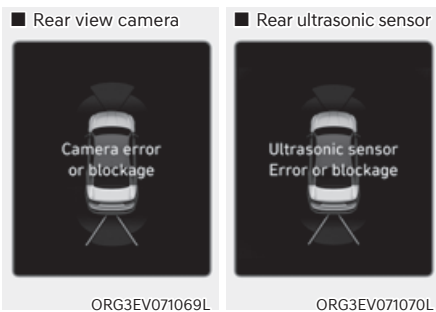 ■ Rear view camera
Camera error
or blockage
ORG3EV071069L
■ Rear ultrasonic sensor
Ultrasonic sensor
Error or blockage
ORG3EV071070L